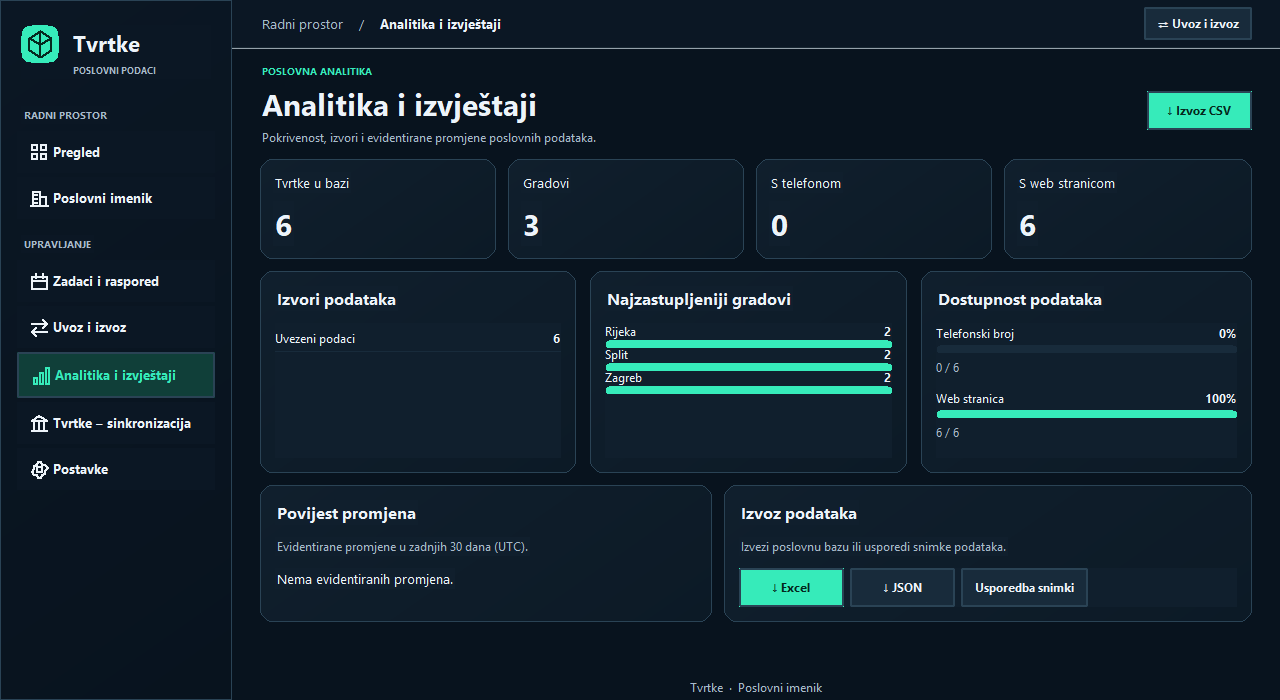 Tvrtke
POSLOVNI PODACI
RADNI PROSTOR
Pregled
Poslovni imenik
UPRAVLJANJE
Zadaci i raspored
Uvoz i izvoz
Analitika i izvještaji
Tvrtke – sinkronizacija
Postavke
Radni prostor / Analitika i izvještaji
⇄ Uvoz i izvoz
POSLOVNA ANALITIKA
Analitika i izvještaji
Pokrivenost, izvori i evidentirane promjene poslovnih podataka.
↓ Izvoz CSV
Tvrtke u bazi
6
Gradovi
3
S telefonom
0
S web stranicom
6
Izvori podataka
Uvezeni podaci 6
Najzastupljeniji gradovi
Rijeka 2
Split 2
Zagreb 2
Dostupnost podataka
Telefonski broj 0%
0 / 6
Web stranica 100%
6 / 6
Povijest promjena
Evidentirane promjene u zadnjih 30 dana (UTC).
Nema evidentiranih promjena.
Izvoz podataka
Izvezi poslovnu bazu ili usporedi snimke podataka.
↓ Excel
↓ JSON
Usporedba snimki
Tvrtke · Poslovni imenik